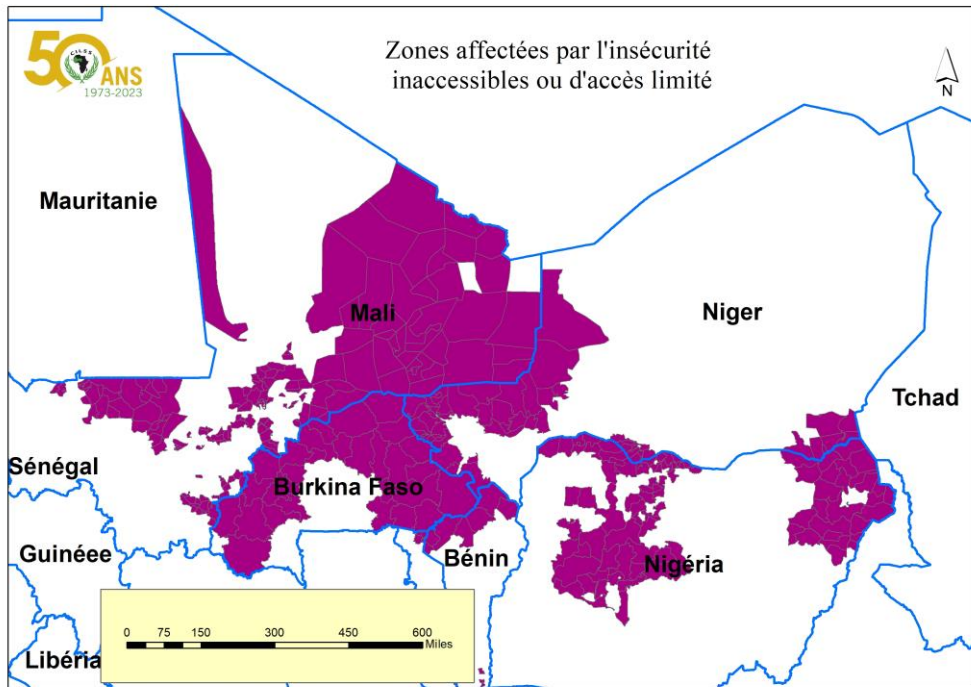 Zones affectées par l'insécurité
inaccessibles ou d'accès limité
50 ANS
CILSS
1973-2023
N
Mauritanie
Mali
Niger
Tchad
Sénégal
Burkina Faso
Guinéee
Bénin
Nigéria
Libéria
0 75 150 300 450 600
Miles